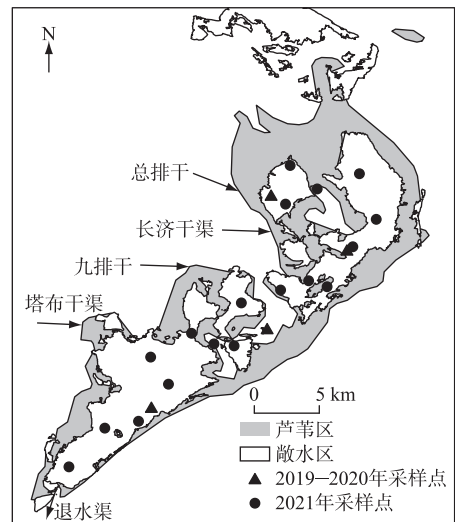 N
总排干
长济干渠
九排干
塔布干渠
0 5 km
芦苇区
敞水区
2019—2020年采样点
2021年采样点
退水渠